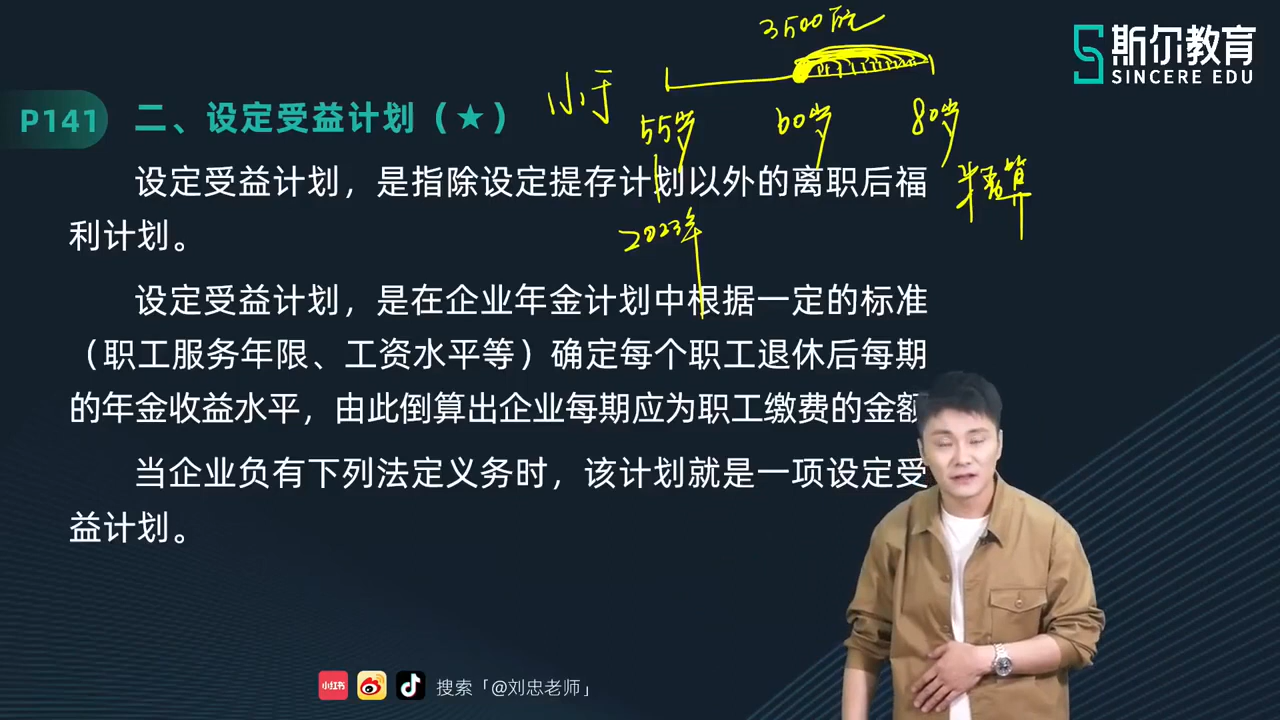 3500元
斯尔教育
SINCERE EDU
小于
P141
二、设定受益计划（★）
55岁
60岁
80岁
设定受益计划，是指除设定提存计划以外的离职后福
利计划。
精算
2023年
设定受益计划，是在企业年金计划中根据一定的标准
（职工服务年限、工资水平等）确定每个职工退休后每期
的年金收益水平，由此倒算出企业每期应为职工缴费的金额
当企业负有下列法定义务时，该计划就是一项设定受
益计划。
小红书
搜索「@刘忠老师」